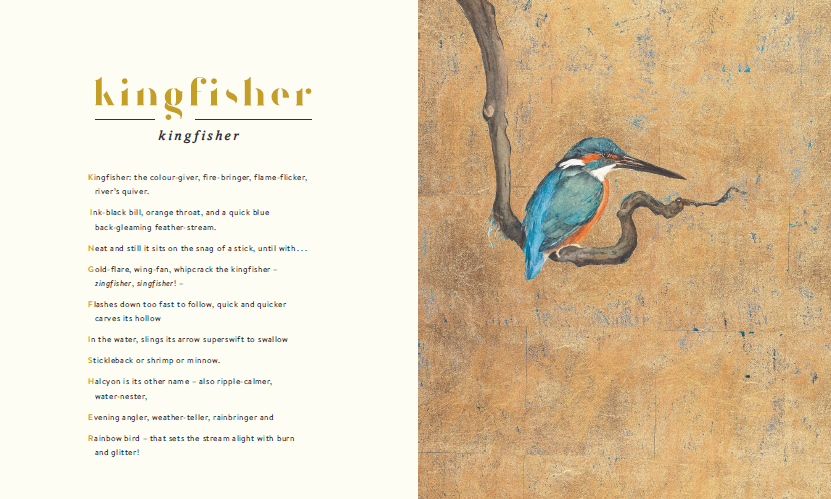 kingfisher
kingfisher
Kingfisher: the colour-giver, fire-bringer, flame-flicker,
river's quiver.
Ink-black bill, orange throat, and a quick blue
back-gleaming feather-stream.
Neat and still it sits on the snag of a stick, until with...
Gold-flare, wing-fan, whipcrack the kingfisher –
zingfisher, singfisher! –
Flashes down too fast to follow, quick and quicker
carves its hollow
In the water, slings its arrow superswift to swallow
Stickleback or shrimp or minnow.
Halcyon is its other name – also ripple-calmer,
water-nester,
Evening angler, weather-teller, rainbringer and
Rainbow bird – that sets the stream alight with burn
and glitter!